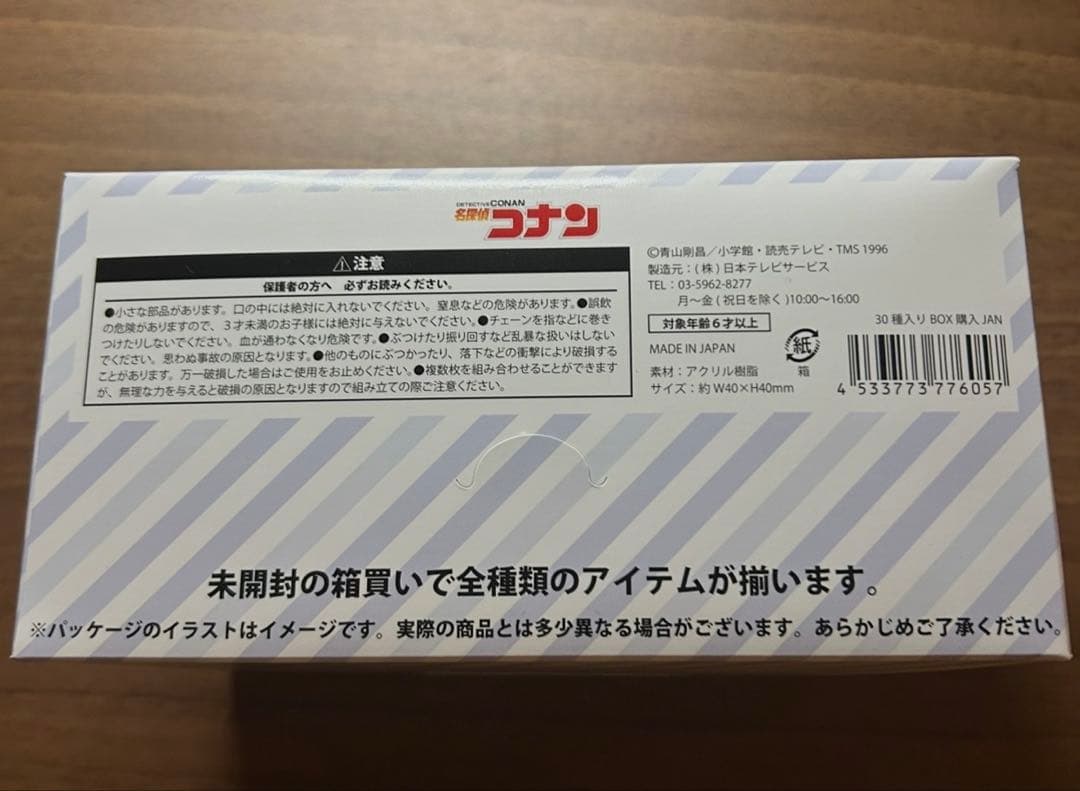 DETECTIVE CONAN
名探偵コナン
⚠注意
保護者の方へ 必ずお読みください。
●小さな部品があります。口の中には絶対に入れないでください。窒息などの危険があります。●誤飲
の危険がありますので、3才未満のお子様には絶対に与えないでください。●チェーンを指などに巻き
つけたりしないでください。血が通わなくなり危険です。●ぶつけたり振り回すなど乱暴な扱いはしない
でください。思わぬ事故の原因となります。●他のものにぶつかったり、落下などの衝撃により破損する
ことがあります。万一破損した場合はご使用をお止めください。●複数枚を組み合わせることができます
が、無理な力を与えると破損の原因となりますので組み立ての際ご注意ください。
©青山剛昌/小学館・読売テレビ・TMS 1996
製造元:(株)日本テレビサービス
TEL:03-5962-8277
月~金(祝日を除く)10:00~16:00
対象年齢6才以上
MADE IN JAPAN
素材:アクリル樹脂
サイズ:約 W40×H40mm
紙
箱
30種入り BOX 購入 JAN
4 533773 776057
未開封の箱買いで全種類のアイテムが揃います。
※パッケージのイラストはイメージです。実際の商品とは多少異なる場合がございます。あらかじめご了承ください。